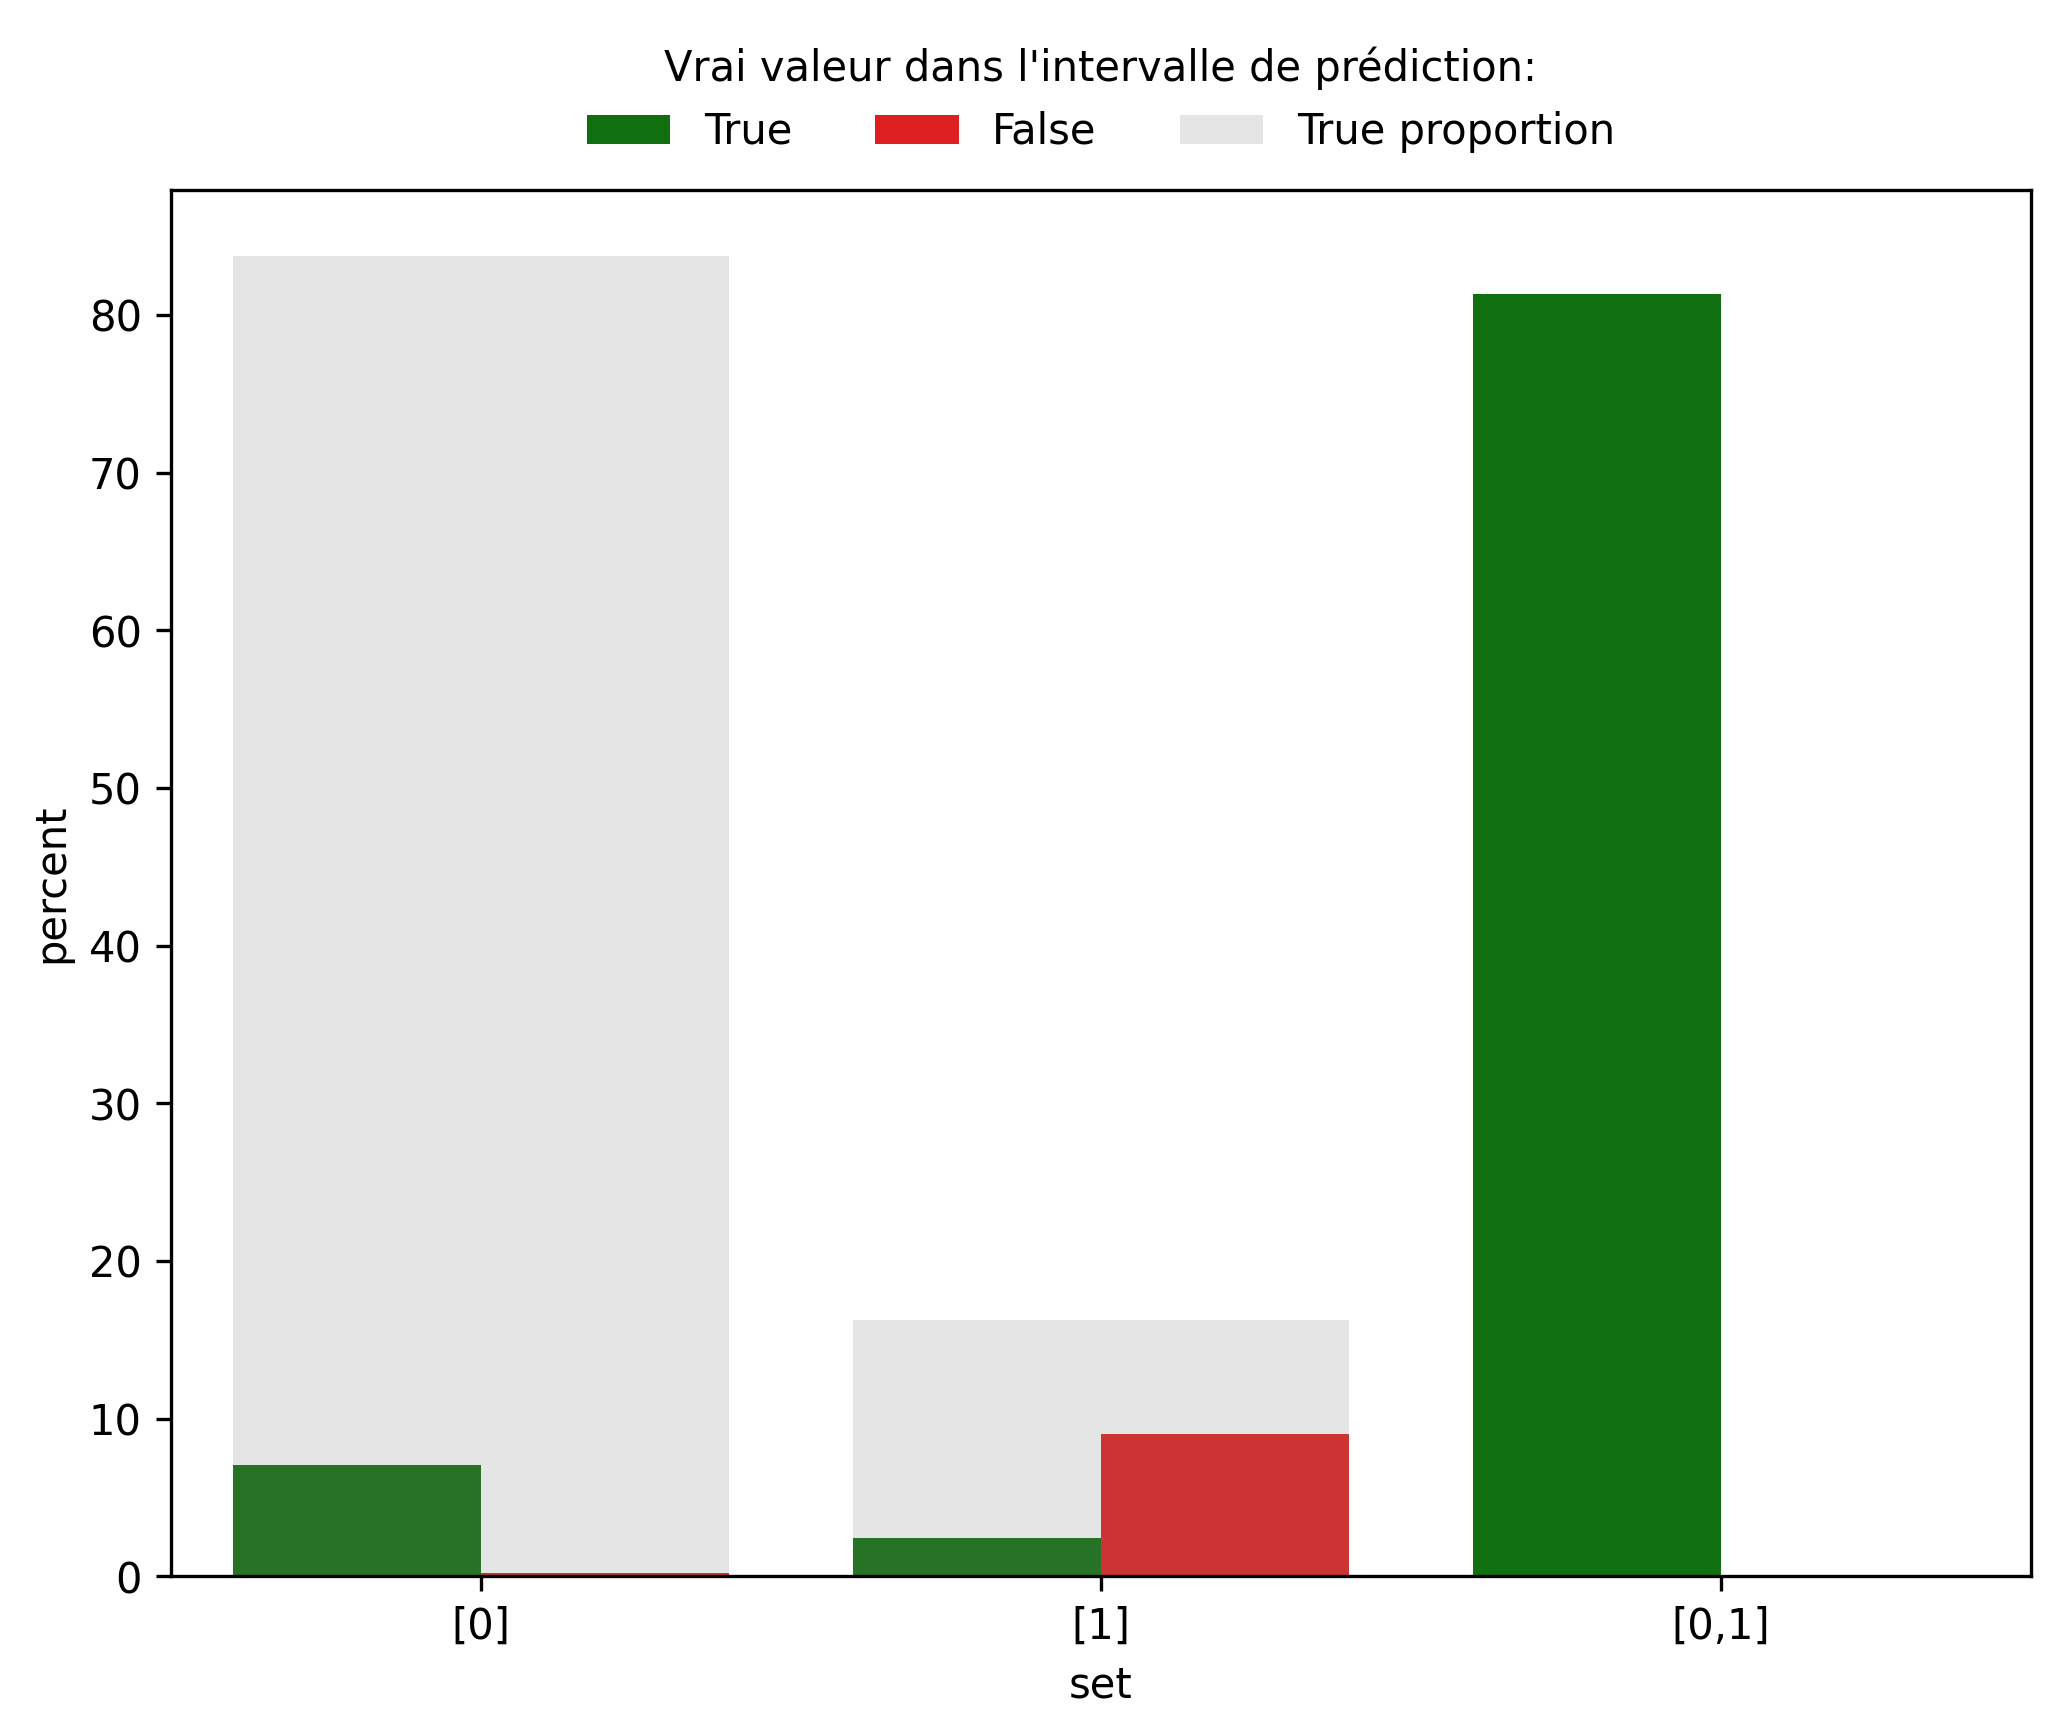 Vrai valeur dans l'intervalle de prédiction:
True False True proportion
80
70
60
50
40
30
20
10
0
percent
[0] [1] [0,1]
set